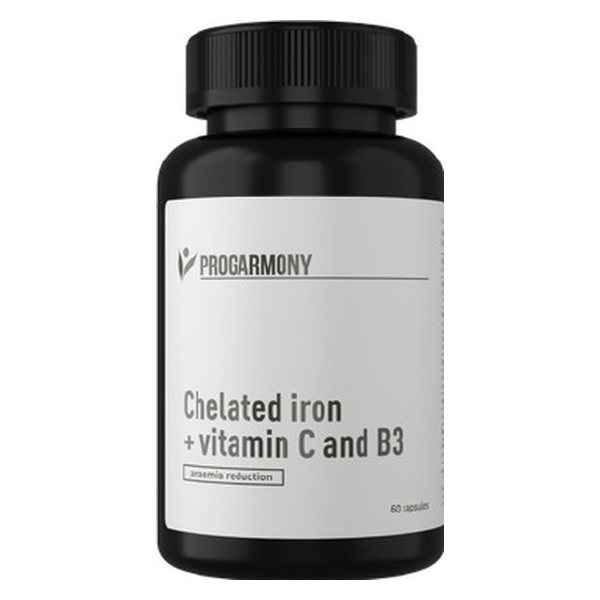 PROGARMONY
Chelated iron
+ vitamin C and B3
anaemia reduction
60 capsules